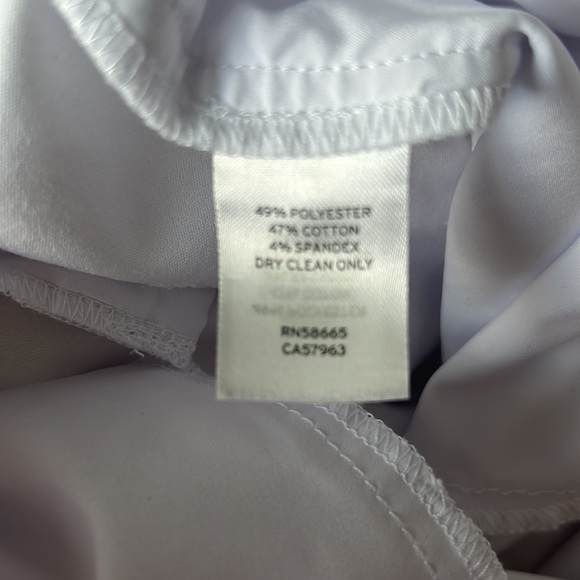 49% POLYESTER
47% COTTON
4% SPANDEX
DRY CLEAN ONLY
RN58665
CA57963